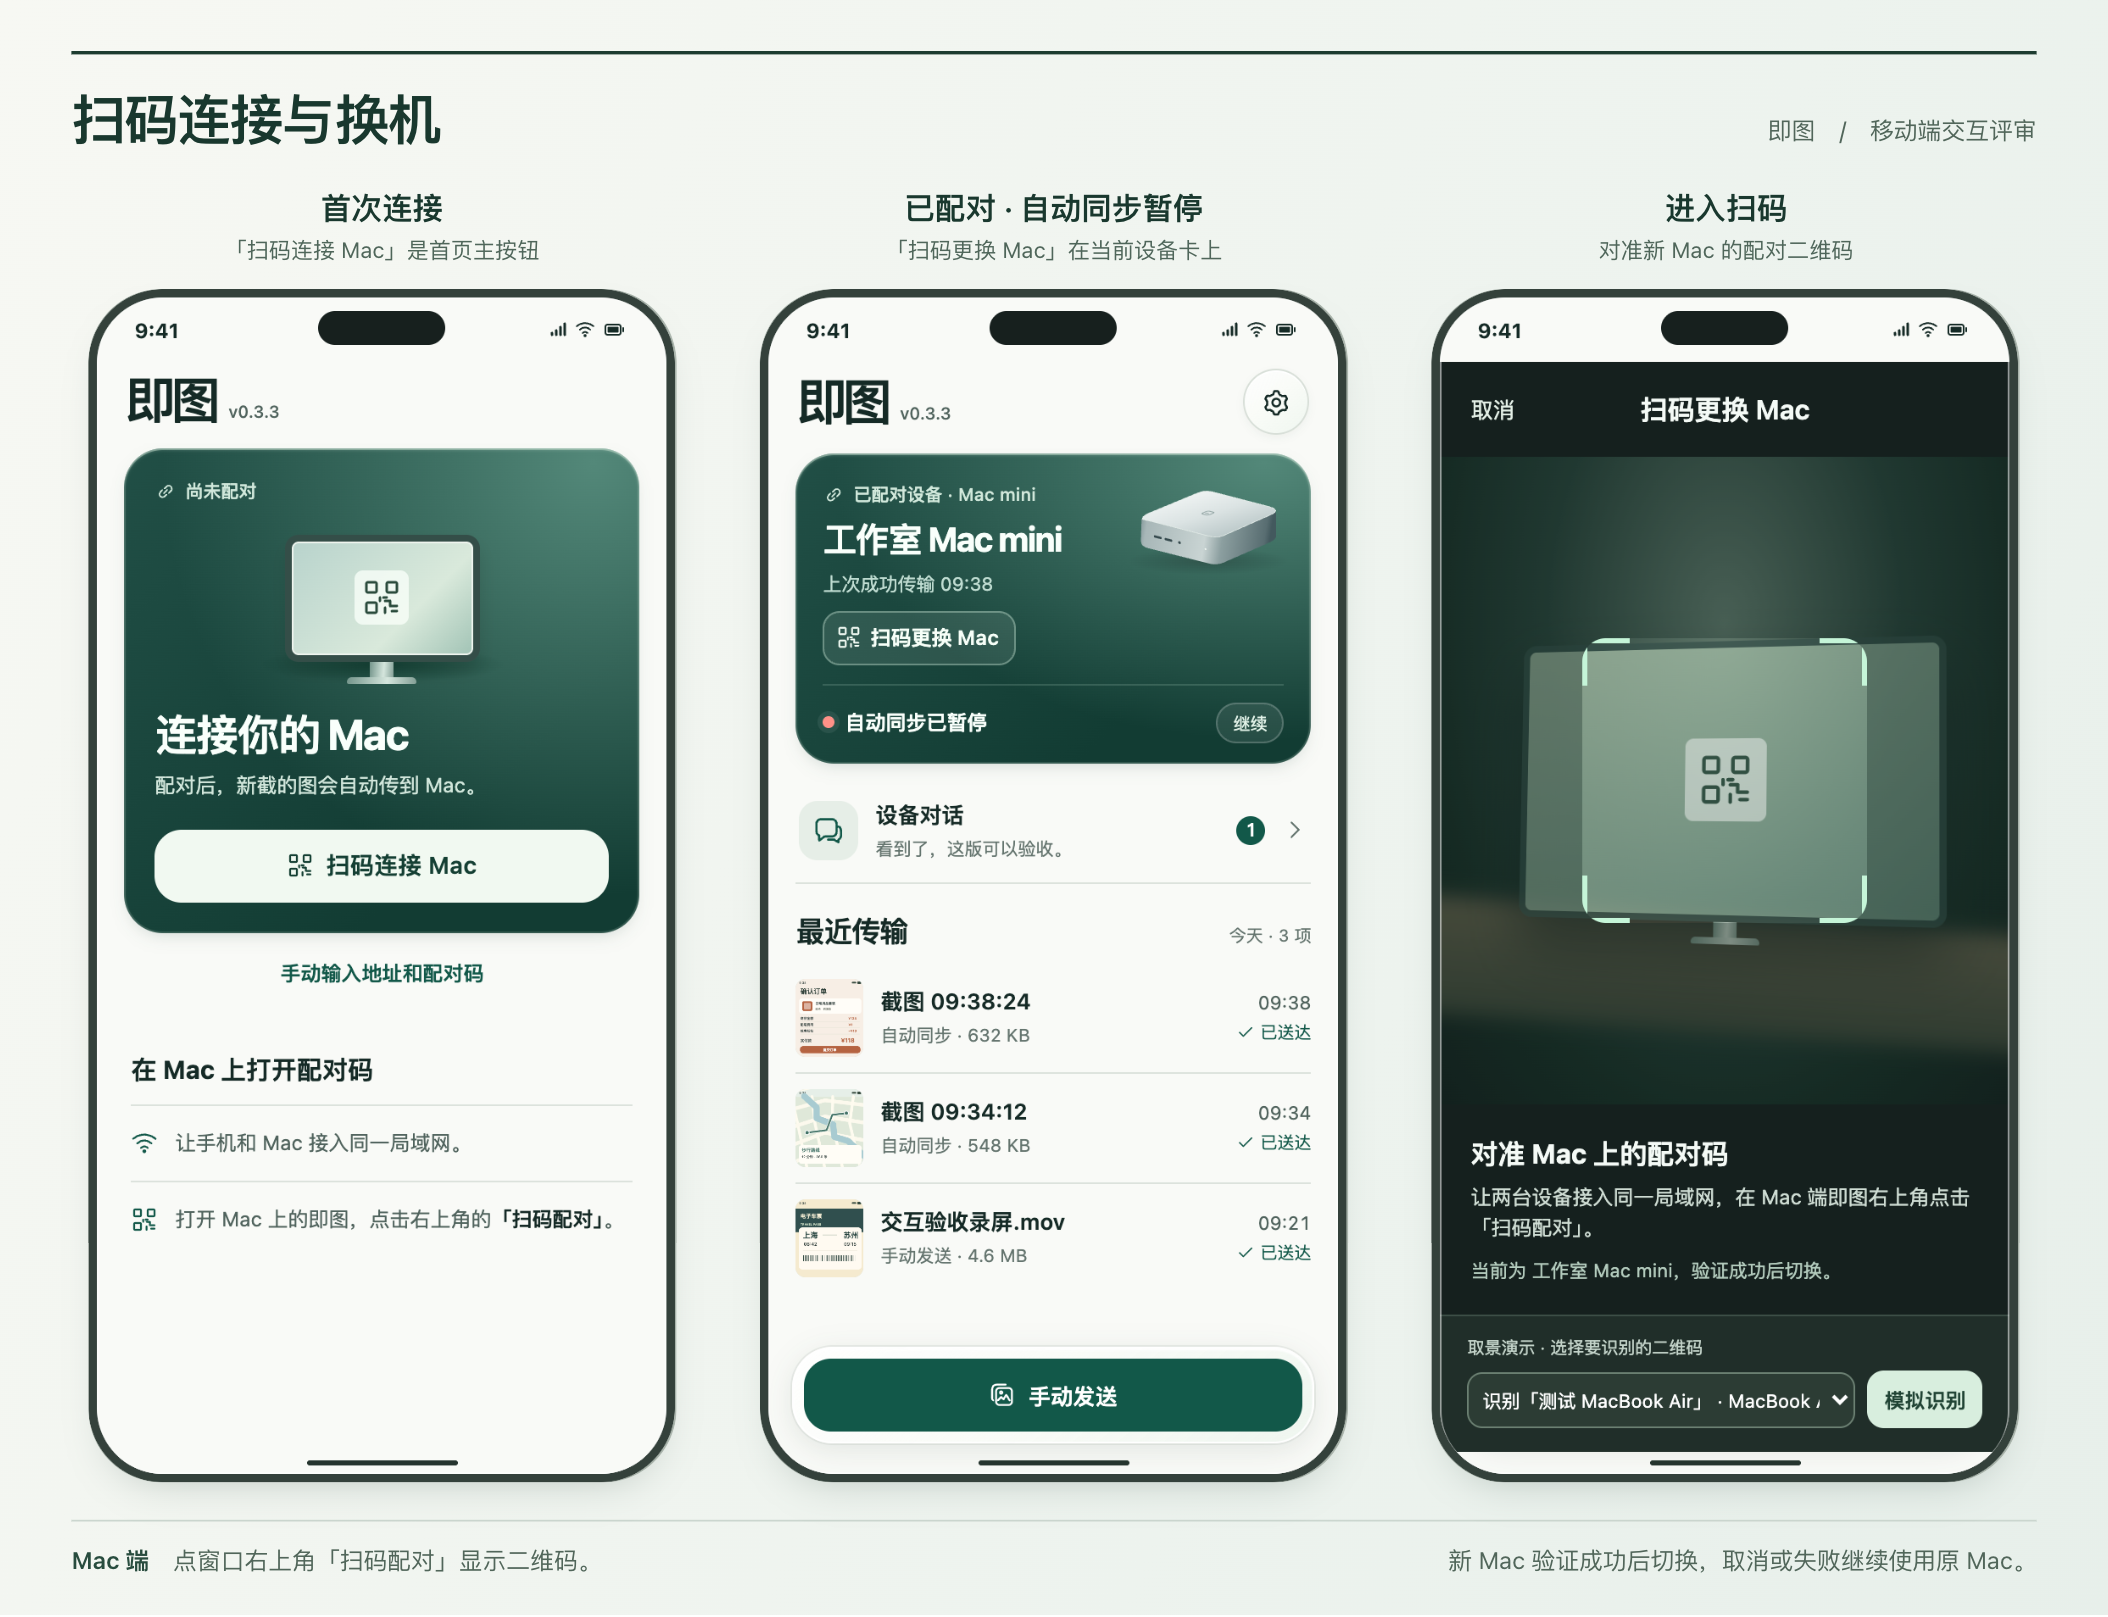 扫码连接与换机
即图 / 移动端交互评审
首次连接
「扫码连接 Mac」是首页主按钮
9:41
即图 v0.3.3
尚未配对
连接你的 Mac
配对后，新截的图会自动传到 Mac。
扫码连接 Mac
手动输入地址和配对码
在 Mac 上打开配对码
让手机和 Mac 接入同一局域网。
打开 Mac 上的即图，点击右上角的「扫码配对」。
已配对 · 自动同步暂停
「扫码更换 Mac」在当前设备卡上
9:41
即图 v0.3.3
已配对设备 · Mac mini
工作室 Mac mini
上次成功传输 09:38
扫码更换 Mac
自动同步已暂停
继续
设备对话
看到了，这版可以验收。
1
最近传输
今天 · 3 项
确认订单
¥118
截图 09:38:24
自动同步 · 632 KB
09:38
已送达
截图 09:34:12
自动同步 · 548 KB
09:34
已送达
电子车票
上海 苏州
交互验收录屏.mov
手动发送 · 4.6 MB
09:21
已送达
手动发送
进入扫码
对准新 Mac 的配对二维码
9:41
取消
扫码更换 Mac
对准 Mac 上的配对码
让两台设备接入同一局域网，在 Mac 端即图右上角点击
「扫码配对」。
当前为 工作室 Mac mini，验证成功后切换。
取景演示 · 选择要识别的二维码
识别「测试 MacBook Air」 · MacBook
模拟识别
Mac 端 点窗口右上角「扫码配对」显示二维码。
新 Mac 验证成功后切换，取消或失败继续使用原 Mac。